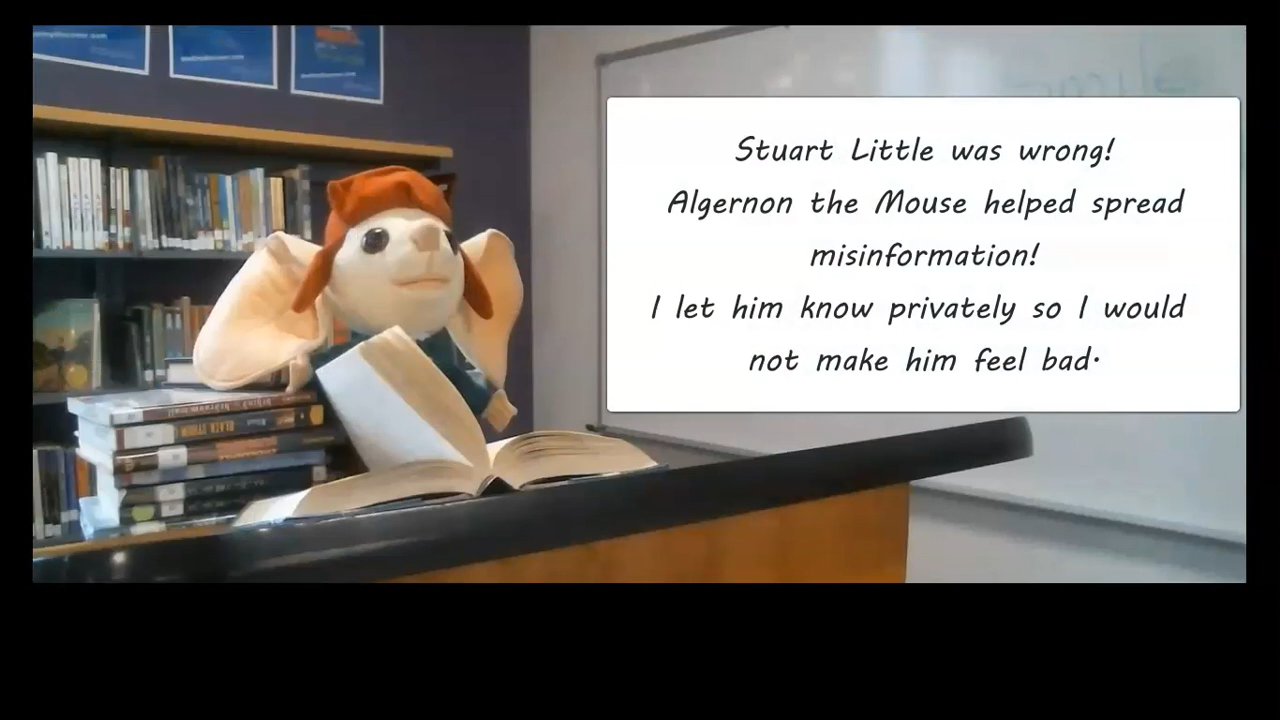 Stuart Little was wrong!
Algernon the Mouse helped spread
misinformation!
I let him know privately so I would
not make him feel bad.